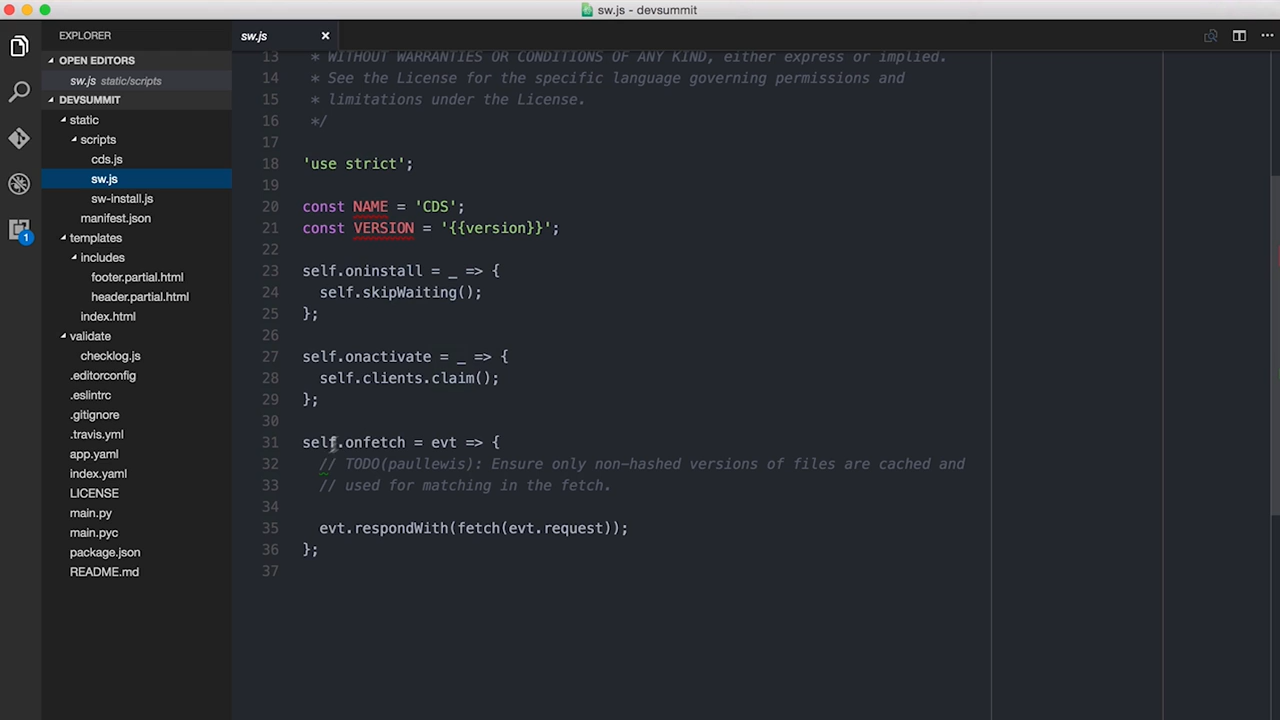 sw.js - devsummit
EXPLORER
OPEN EDITORS
sw.js static/scripts
DEVSUMMIT
static
scripts
cds.js
sw.js
sw-install.js
manifest.json
templates
includes
footer.partial.html
header.partial.html
index.html
validate
checklog.js
.editorconfig
.eslintrc
.gitignore
.travis.yml
app.yaml
index.yaml
LICENSE
main.py
main.pyc
package.json
README.md
1
sw.js
13 * WITHOUT WARRANTIES OR CONDITIONS OF ANY KIND, either express or implied.
14 * See the License for the specific language governing permissions and
15 * limitations under the License.
16 */
17
18 'use strict';
19
20 const NAME = 'CDS';
21 const VERSION = '{{version}}';
22
23 self.oninstall = _ => {
24 self.skipWaiting();
25 };
26
27 self.onactivate = _ => {
28 self.clients.claim();
29 };
30
31 self.onfetch = evt => {
32 // TODO(paullewis): Ensure only non-hashed versions of files are cached and
33 // used for matching in the fetch.
34
35 evt.respondWith(fetch(evt.request));
36 };
37